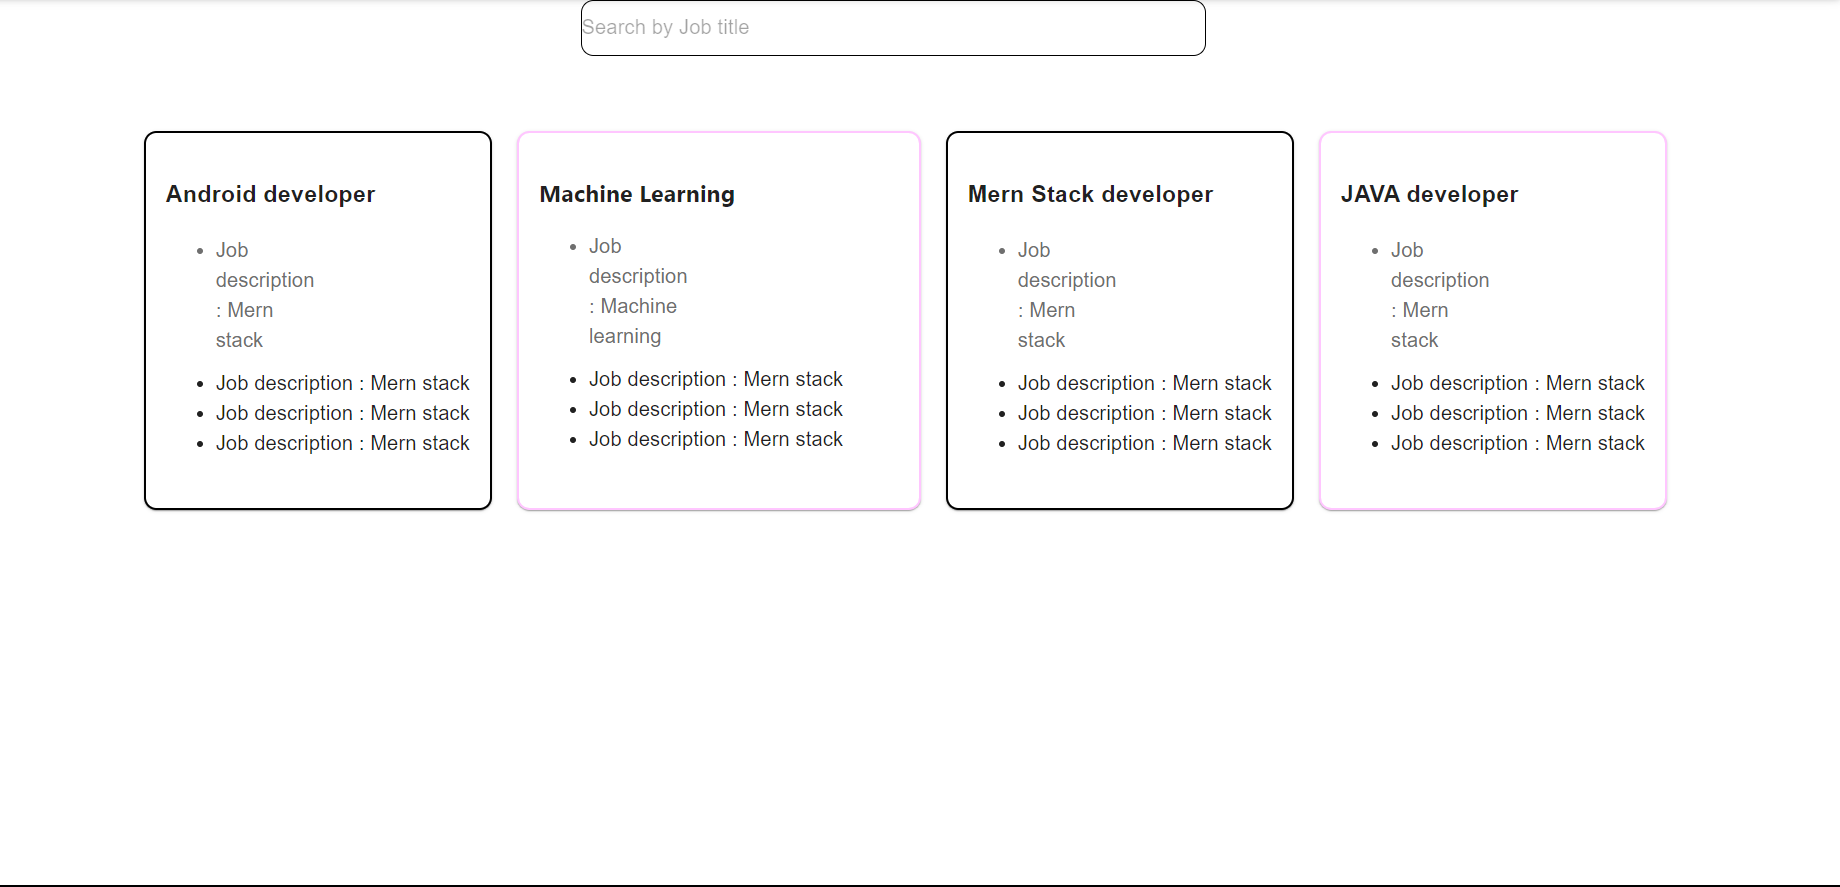 Search by Job title
Android developer
Job
description
: Mern
stack
Job description : Mern stack
Job description : Mern stack
Job description : Mern stack
Machine Learning
Job
description
: Machine
learning
Job description : Mern stack
Job description : Mern stack
Job description : Mern stack
Mern Stack developer
Job
description
: Mern
stack
Job description : Mern stack
Job description : Mern stack
Job description : Mern stack
JAVA developer
Job
description
: Mern
stack
Job description : Mern stack
Job description : Mern stack
Job description : Mern stack